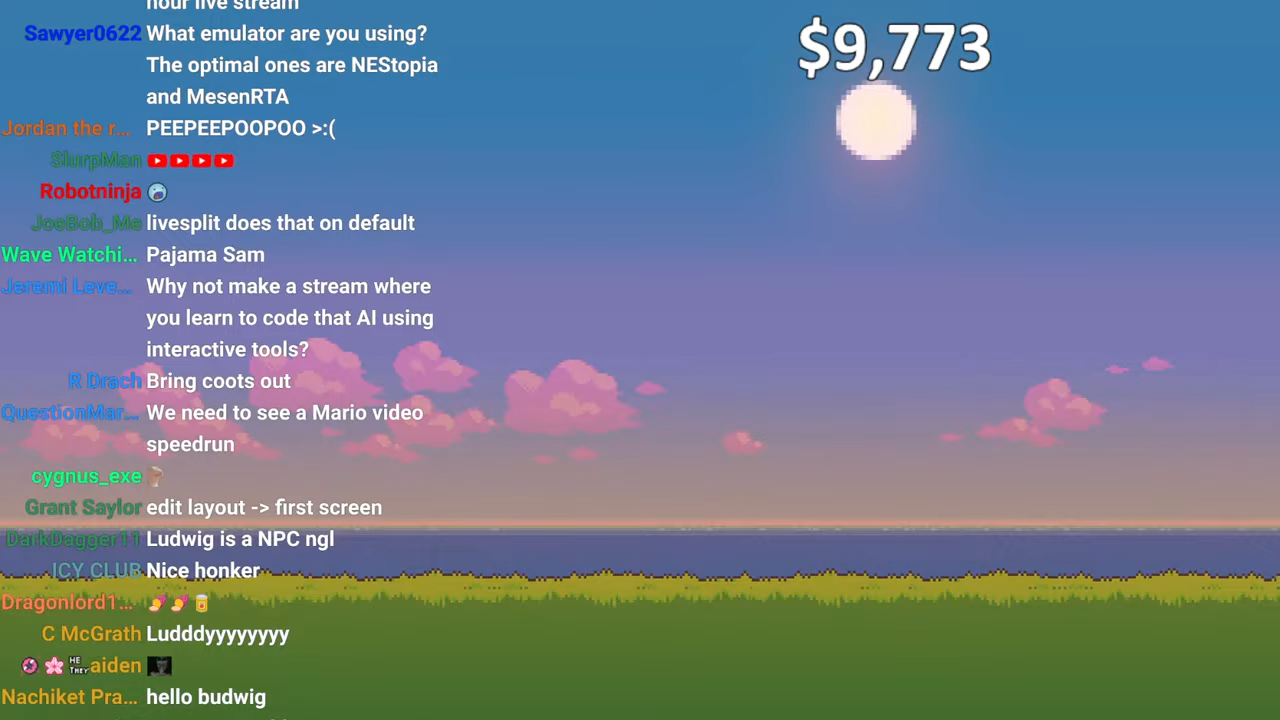 hour live stream
$9,773
Sawyer0622 What emulator are you using?
The optimal ones are NEStopia
and MesenRTA
Jordan the r... PEEPEEPOOPOO >:(
SlurpMan
Robotninja
JoeBob_Me livesplit does that on default
Wave Watchi... Pajama Sam
Jeremi Leve... Why not make a stream where
you learn to code that AI using
interactive tools?
R Drach Bring coots out
QuestionMar... We need to see a Mario video
speedrun
cygnus_exe
Grant Saylor edit layout -> first screen
DarkDagger11 Ludwig is a NPC ngl
ICY CLUB Nice honker
Dragonlord1...
C McGrath Ludddyyyyyyyy
HE THEY aiden
Nachiket Pra... hello budwig